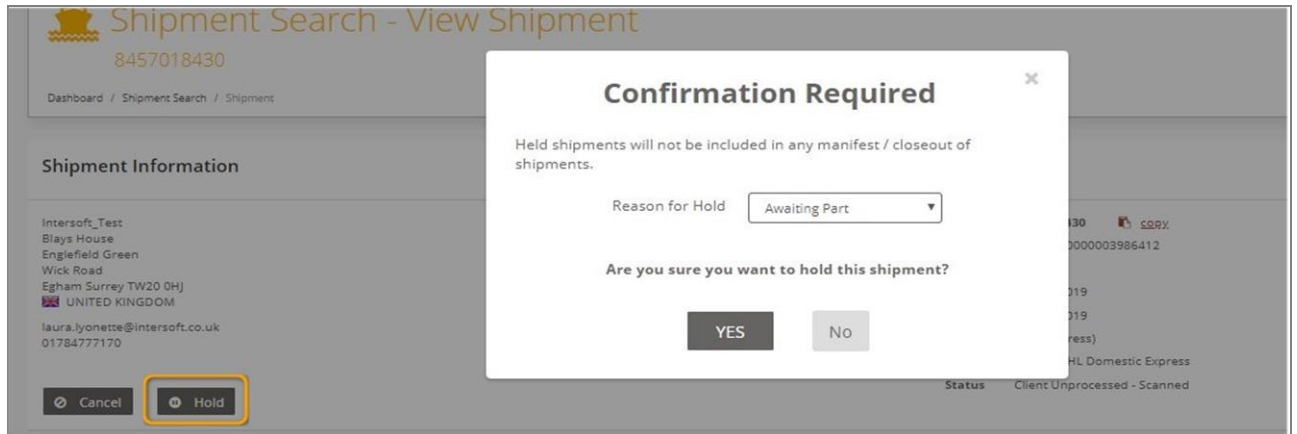 Shipment Search - View Shipment
8457018430
Dashboard / Shipment Search / Shipment
Shipment Information
Intersoft_Test
Blays House
Englefield Green
Wick Road
Egham Surrey TW20 0HJ
UNITED KINGDOM
laura.lyonette@intersoft.co.uk
01784777170
Cancel
Hold
Confirmation Required
×
Held shipments will not be included in any manifest / closeout of
shipments.
Reason for Hold Awaiting Part
Are you sure you want to hold this shipment?
YES
No
430 copy
0000003986412
019
019
ress)
HL Domestic Express
Status Client Unprocessed - Scanned